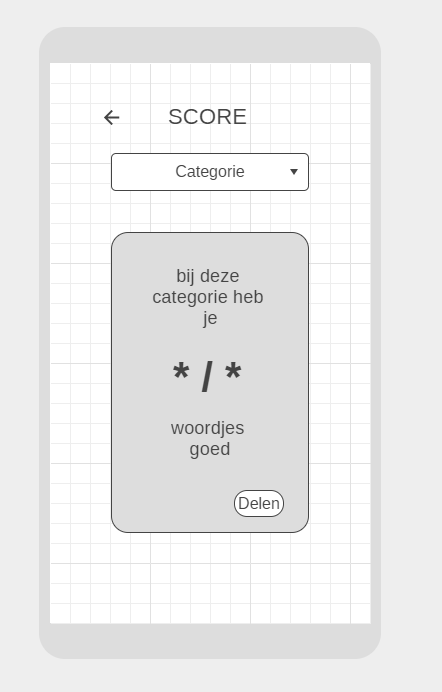 SCORE
Categorie
bij deze
categorie heb
je
* / *
woordjes
goed
Delen